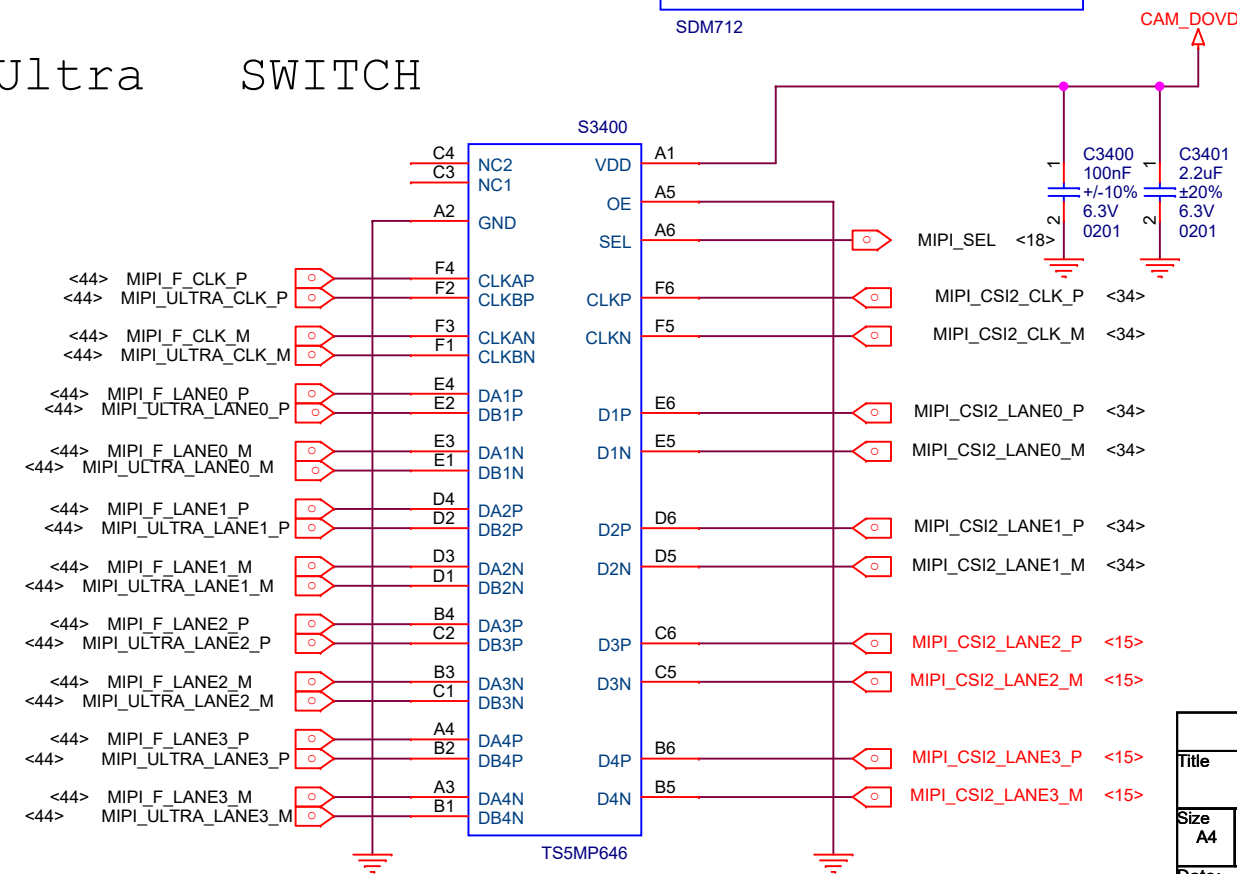 SDM712
CAM_DOVD
Ultra SWITCH
S3400
C4 NC2 VDD A1
C3 NC1
A2 GND OE A5
SEL A6 MIPI_SEL <18>
1 C3400 1 C3401
100nF 2.2uF
+/-10% ±20%
2 6.3V 2 6.3V
0201 0201
<44> MIPI_F_CLK_P F4 CLKAP
<44> MIPI_ULTRA_CLK_P F2 CLKBP CLKP F6 MIPI_CSI2_CLK_P <34>
<44> MIPI_F_CLK_M F3 CLKAN CLKN F5 MIPI_CSI2_CLK_M <34>
<44> MIPI_ULTRA_CLK_M F1 CLKBN
<44> MIPI_F_LANE0_P E4 DA1P
<44> MIPI_ULTRA_LANE0_P E2 DB1P D1P E6 MIPI_CSI2_LANE0_P <34>
<44> MIPI_F_LANE0_M E3 DA1N D1N E5 MIPI_CSI2_LANE0_M <34>
<44> MIPI_ULTRA_LANE0_M E1 DB1N
<44> MIPI_F_LANE1_P D4 DA2P
<44> MIPI_ULTRA_LANE1_P D2 DB2P D2P D6 MIPI_CSI2_LANE1_P <34>
<44> MIPI_F_LANE1_M D3 DA2N D2N D5 MIPI_CSI2_LANE1_M <34>
<44> MIPI_ULTRA_LANE1_M D1 DB2N
<44> MIPI_F_LANE2_P B4 DA3P
<44> MIPI_ULTRA_LANE2_P C2 DB3P D3P C6 MIPI_CSI2_LANE2_P <15>
<44> MIPI_F_LANE2_M B3 DA3N D3N C5 MIPI_CSI2_LANE2_M <15>
<44> MIPI_ULTRA_LANE2_M C1 DB3N
<44> MIPI_F_LANE3_P A4 DA4P
<44> MIPI_ULTRA_LANE3_P B2 DB4P D4P B6 MIPI_CSI2_LANE3_P <15>
<44> MIPI_F_LANE3_M A3 DA4N D4N B5 MIPI_CSI2_LANE3_M <15>
<44> MIPI_ULTRA_LANE3_M B1 DB4N
TS5MP646
Title
Size
A4